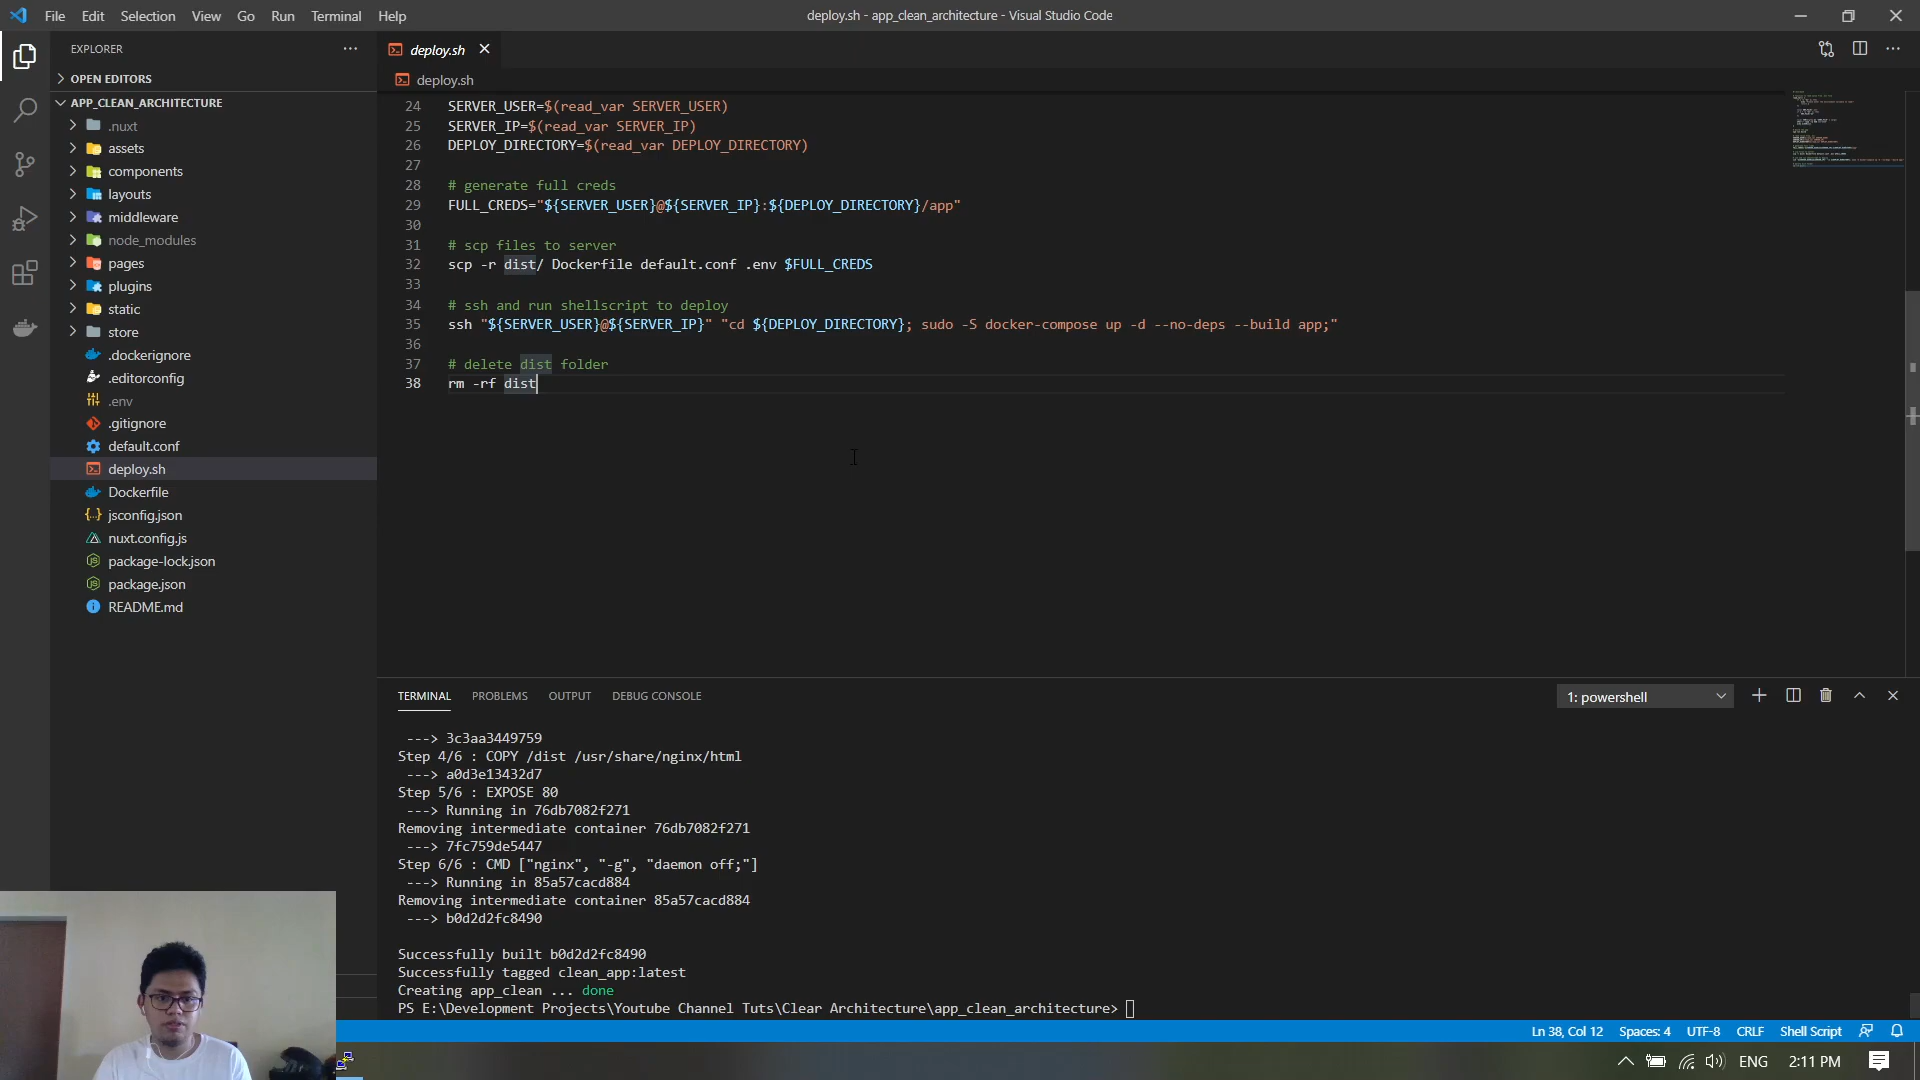 File Edit Selection View Go Run Terminal Help
deploy.sh - app_clean_architecture - Visual Studio Code
EXPLORER
OPEN EDITORS
APP_CLEAN_ARCHITECTURE
.nuxt
assets
components
layouts
middleware
node_modules
pages
plugins
static
store
.dockerignore
.editorconfig
.env
.gitignore
default.conf
deploy.sh
Dockerfile
jsconfig.json
nuxt.config.js
package-lock.json
package.json
README.md
deploy.sh
deploy.sh
24 SERVER_USER=$(read_var SERVER_USER)
25 SERVER_IP=$(read_var SERVER_IP)
26 DEPLOY_DIRECTORY=$(read_var DEPLOY_DIRECTORY)
27
28 # generate full creds
29 FULL_CREDS="${SERVER_USER}@${SERVER_IP}:${DEPLOY_DIRECTORY}/app"
30
31 # scp files to server
32 scp -r dist/ Dockerfile default.conf .env $FULL_CREDS
33
34 # ssh and run shellscript to deploy
35 ssh "${SERVER_USER}@${SERVER_IP}" "cd ${DEPLOY_DIRECTORY}; sudo -S docker-compose up -d --no-deps --build app;"
36
37 # delete dist folder
38 rm -rf dist
TERMINAL PROBLEMS OUTPUT DEBUG CONSOLE
1: powershell
---> 3c3aa3449759
Step 4/6 : COPY /dist /usr/share/nginx/html
---> a0d3e13432d7
Step 5/6 : EXPOSE 80
---> Running in 76db7082f271
Removing intermediate container 76db7082f271
---> 7fc759de5447
Step 6/6 : CMD ["nginx", "-g", "daemon off;"]
---> Running in 85a57cacd884
Removing intermediate container 85a57cacd884
---> b0d2d2fc8490
Successfully built b0d2d2fc8490
Successfully tagged clean_app:latest
Creating app_clean ... done
PS E:\Development Projects\Youtube Channel Tuts\Clear Architecture\app_clean_architecture>
Ln 38, Col 12 Spaces: 4 UTF-8 CRLF Shell Script
ENG 2:11 PM